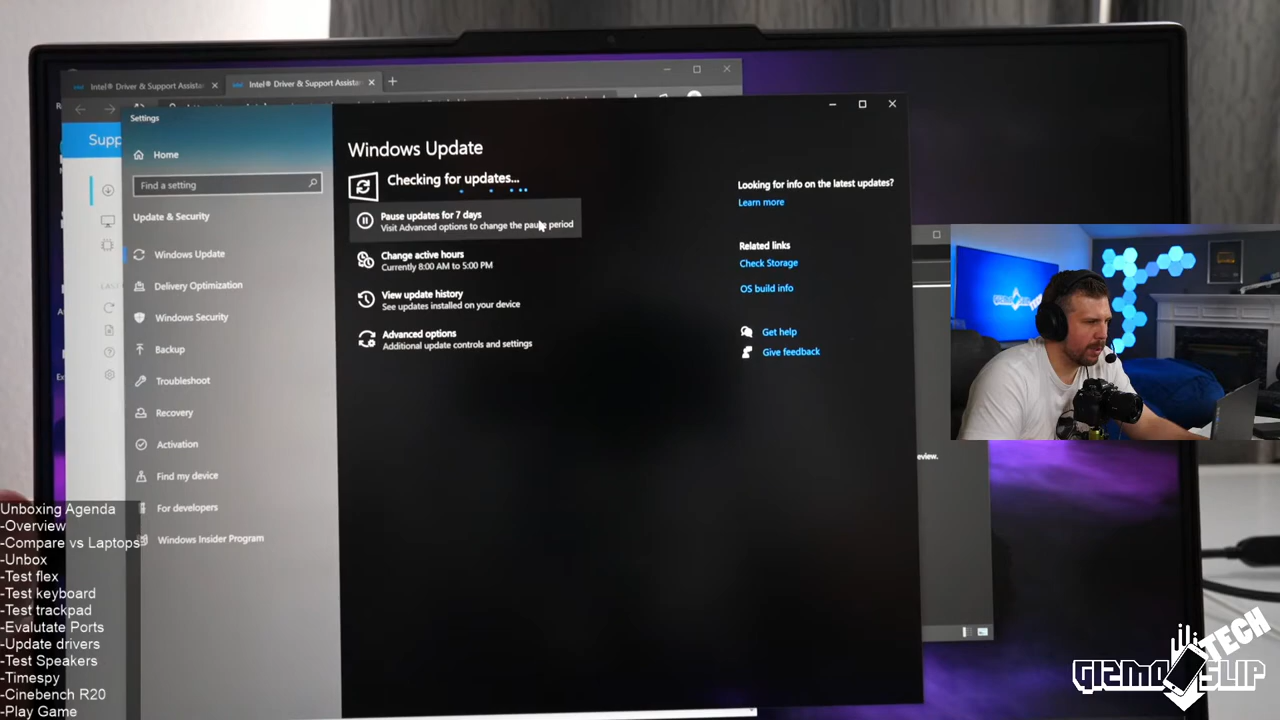 Intel® Driver & Support Assista
Intel® Driver & Support Assista
Supp
Settings
Home
Find a setting
Update & Security
Windows Update
Delivery Optimization
Windows Security
Backup
Troubleshoot
Recovery
Activation
Find my device
For developers
Windows Insider Program
Windows Update
Checking for updates...
Pause updates for 7 days
Visit Advanced options to change the pause period
Change active hours
Currently 8:00 AM to 5:00 PM
View update history
See updates installed on your device
Advanced options
Additional update controls and settings
Looking for info on the latest updates?
Learn more
Related links
Check Storage
OS build info
Get help
Give feedback
eview.
Unboxing Agenda
-Overview
-Compare vs Laptops
-Unbox
-Test flex
-Test keyboard
-Test trackpad
-Evalutate Ports
-Update drivers
-Test Speakers
-Timespy
-Cinebench R20
-Play Game
GIZMO SLIP
TECH